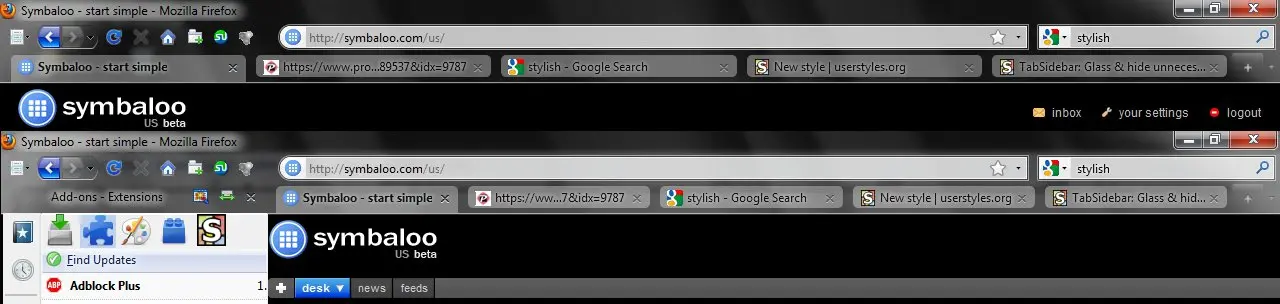 Symbaloo - start simple - Mozilla Firefox
http://symbaloo.com/us/ stylish
Symbaloo - start simple https://www.pro...89537&idx=9787 stylish - Google Search New style | userstyles.org TabSidebar: Glass & hide unneces...
symbaloo
US beta
inbox your settings logout
Symbaloo - start simple - Mozilla Firefox
http://symbaloo.com/us/ stylish
Add-ons - Extensions Symbaloo - start simple https://ww...7&idx=9787 stylish - Google Search New style | userstyles.org TabSidebar: Glass & hid...
S
symbaloo
US beta
Find Updates
ABP Adblock Plus 1.
desk ▼ news feeds